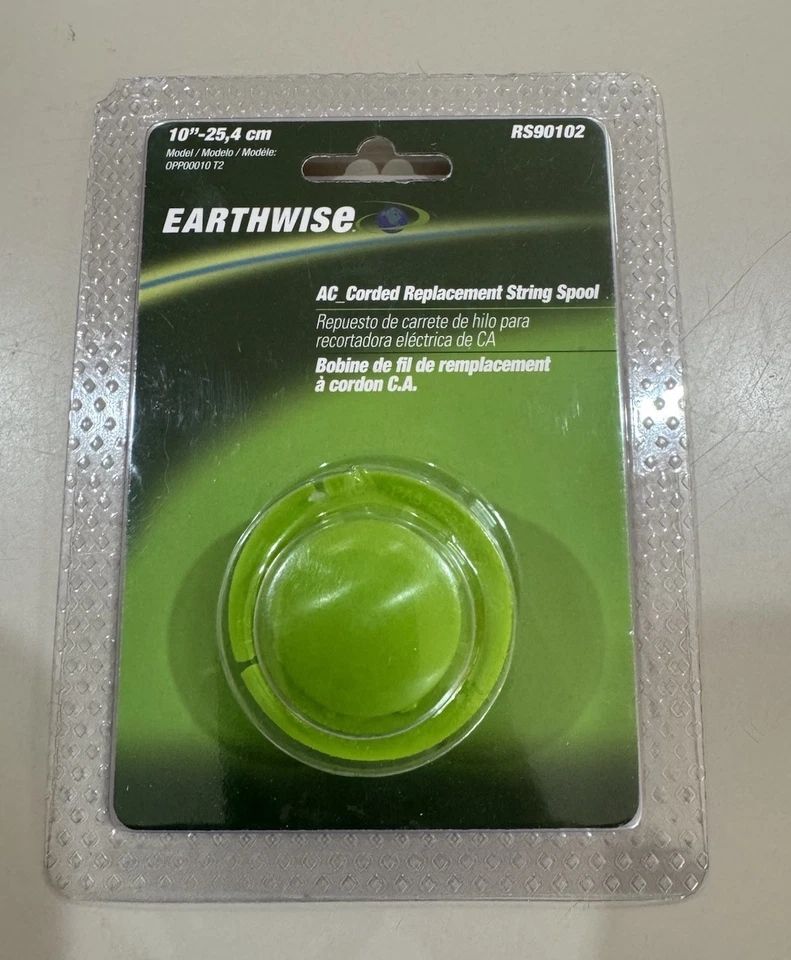 10”-25,4 cm
RS90102
Model / Modelo / Modèle:
OPP00010 T2
EARTHWISe
AC_Corded Replacement String Spool
Repuesto de carrete de hilo para
recortadora eléctrica de CA
Bobine de fil de remplacement
à cordon C.A.